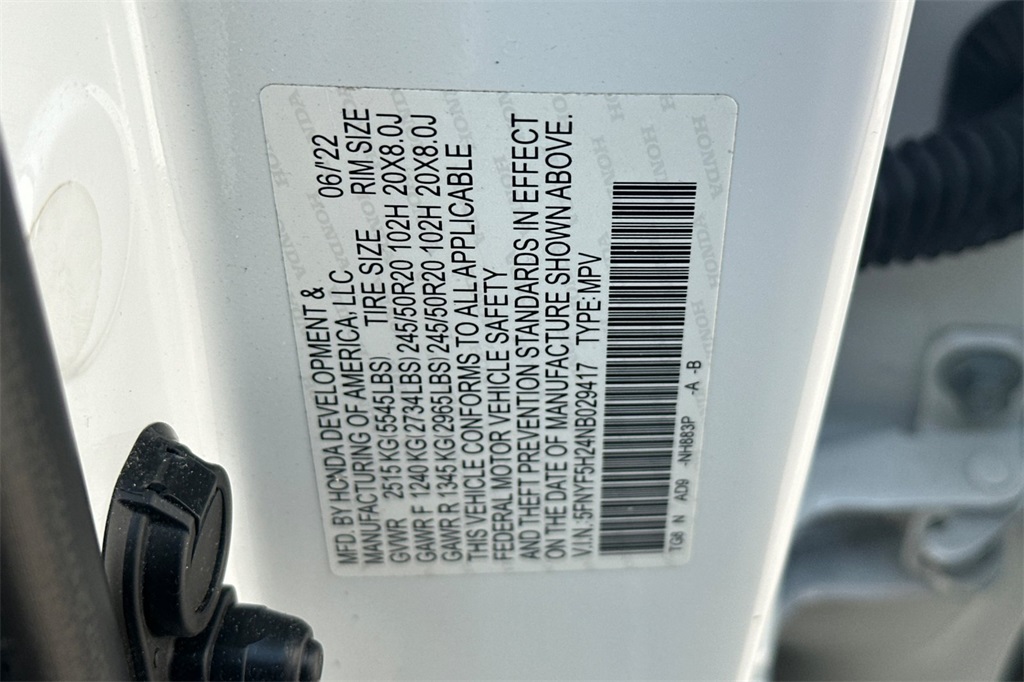 MFD. BY HONDA DEVELOPMENT &
MANUFACTURING OF AMERICA, LLC 06/'22
GVWR 2515 KG(5545LBS) TIRE SIZE RIM SIZE
GAWR F 1240 KG(2734LBS) 245/50R20 102H 20X8.0J
GAWR R 1345 KG(2965LBS) 245/50R20 102H 20X8.0J
THIS VEHICLE CONFORMS TO ALL APPLICABLE
FEDERAL MOTOR VEHICLE SAFETY
AND THEFT PREVENTION STANDARDS IN EFFECT
ON THE DATE OF MANUFACTURE SHOWN ABOVE.
V.I.N. 5FNYF5H24NB029417 TYPE:MPV
TG8 N AD9 -NH883P -A -B
HONDA